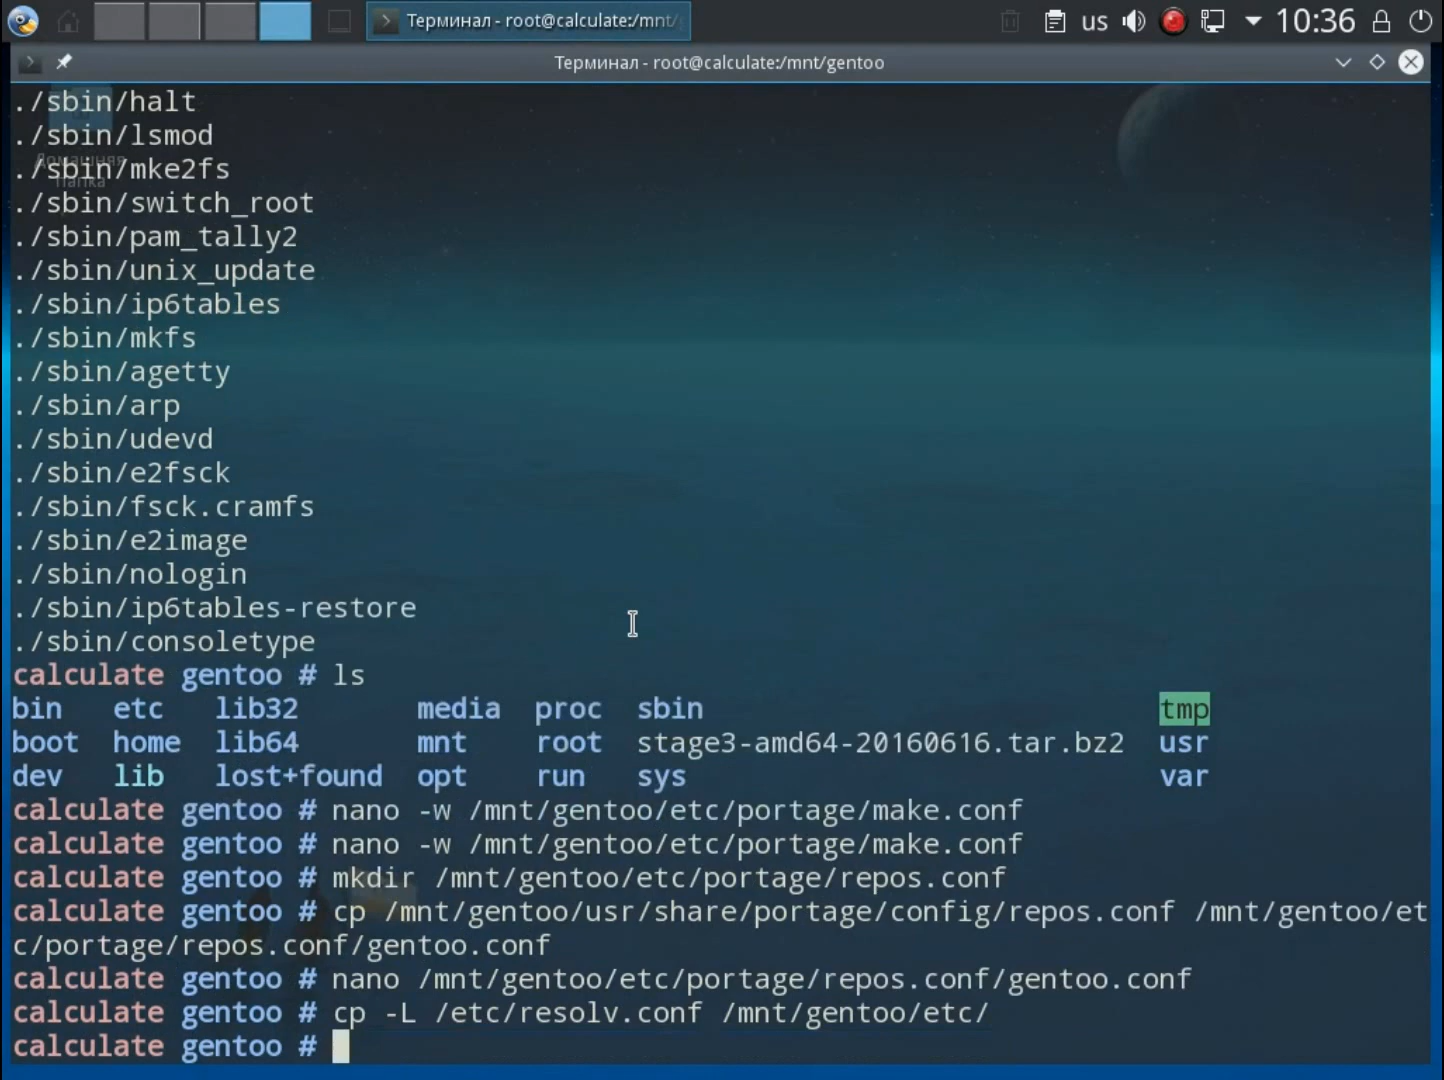 Терминал - root@calculate:/mnt/
us
10:36
Терминал - root@calculate:/mnt/gentoo
./sbin/halt
./sbin/lsmod
Домашняя
./sbin/mke2fs
папка
./sbin/switch_root
./sbin/pam_tally2
./sbin/unix_update
./sbin/ip6tables
./sbin/mkfs
./sbin/agetty
./sbin/arp
./sbin/udevd
./sbin/e2fsck
./sbin/fsck.cramfs
./sbin/e2image
./sbin/nologin
./sbin/ip6tables-restore
./sbin/consoletype
calculate gentoo # ls
bin etc lib32 media proc sbin tmp
boot home lib64 mnt root stage3-amd64-20160616.tar.bz2 usr
dev lib lost+found opt run sys var
calculate gentoo # nano -w /mnt/gentoo/etc/portage/make.conf
calculate gentoo # nano -w /mnt/gentoo/etc/portage/make.conf
calculate gentoo # mkdir /mnt/gentoo/etc/portage/repos.conf
calculate gentoo # cp /mnt/gentoo/usr/share/portage/config/repos.conf /mnt/gentoo/et
c/portage/repos.conf/gentoo.conf
calculate gentoo # nano /mnt/gentoo/etc/portage/repos.conf/gentoo.conf
calculate gentoo # cp -L /etc/resolv.conf /mnt/gentoo/etc/
calculate gentoo #